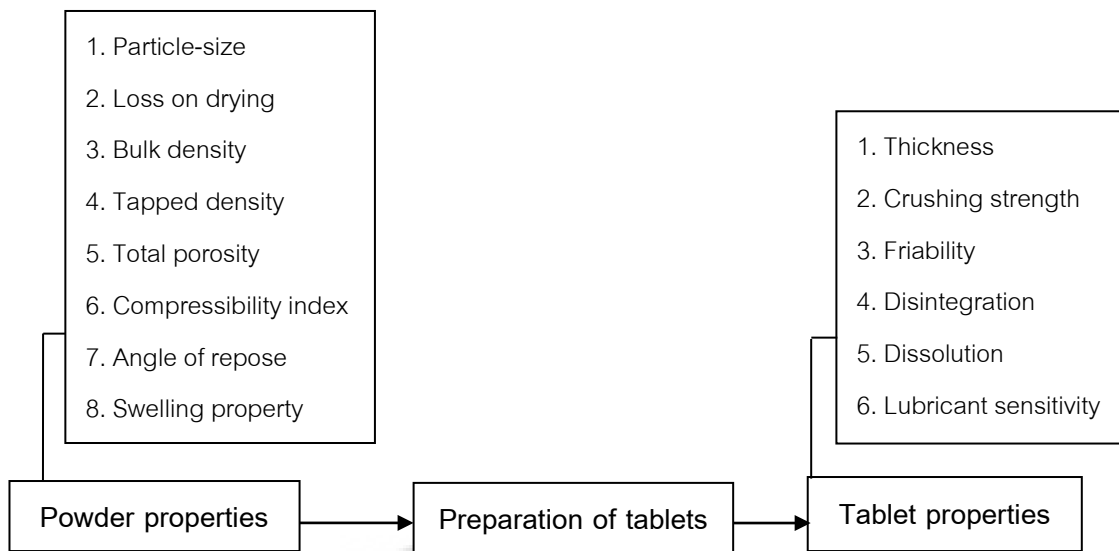 1. Particle-size
2. Loss on drying
3. Bulk density
4. Tapped density
5. Total porosity
6. Compressibility index
7. Angle of repose
8. Swelling property
1. Thickness
2. Crushing strength
3. Friability
4. Disintegration
5. Dissolution
6. Lubricant sensitivity
Powder properties
Preparation of tablets
Tablet properties